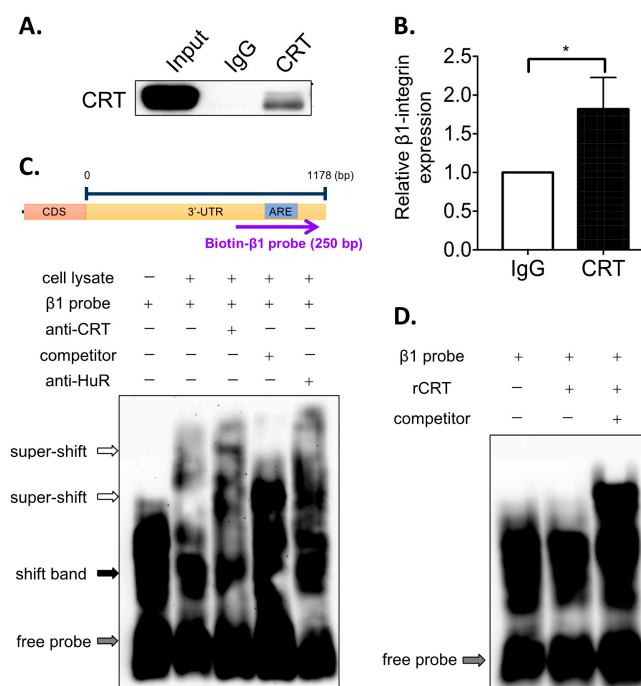 A.
Input IgG CRT
CRT
B.
*
Relative β1-integrin
expression
2.5
2.0
1.5
1.0
0.5
0.0
IgG CRT
C.
0 1178 (bp)
CDS 3'-UTR ARE
Biotin-β1 probe (250 bp)
cell lysate − + + + +
β1 probe + + + + +
anti-CRT − − + − −
competitor − − − + −
anti-HuR − − − − +
super-shift
super-shift
shift band
free probe
D.
β1 probe + + +
rCRT − + +
competitor − − +
free probe